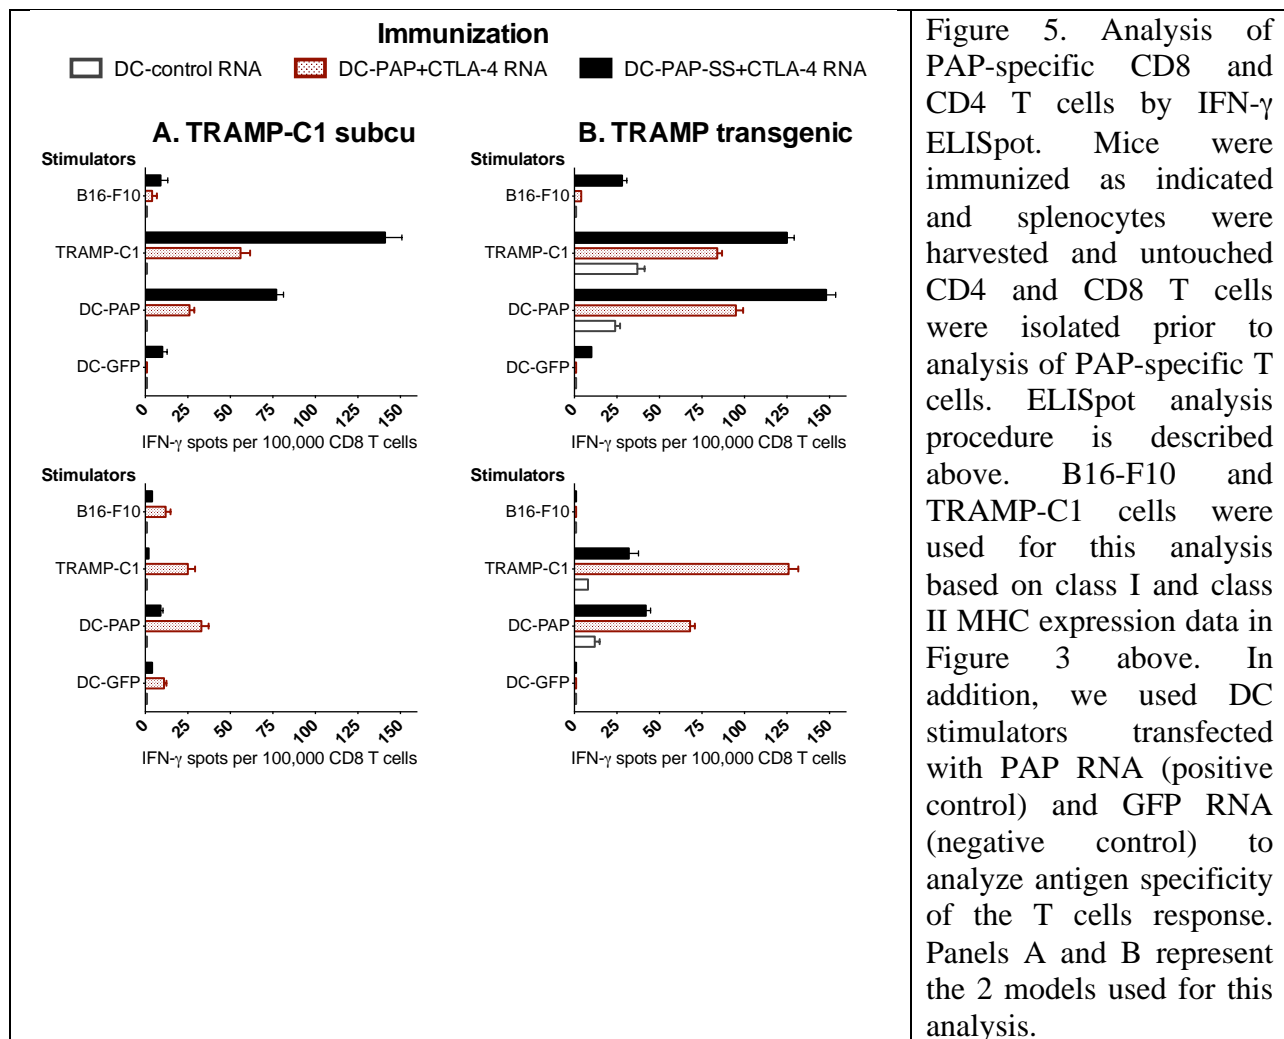 Immunization
DC-control RNA DC-PAP+CTLA-4 RNA DC-PAP-SS+CTLA-4 RNA
A. TRAMP-C1 subcu
Stimulators
B16-F10
TRAMP-C1
DC-PAP
DC-GFP
0 25 50 75 100 125 150
IFN-γ spots per 100,000 CD8 T cells
B. TRAMP transgenic
Stimulators
B16-F10
TRAMP-C1
DC-PAP
DC-GFP
0 25 50 75 100 125 150
IFN-γ spots per 100,000 CD8 T cells
Stimulators
B16-F10
TRAMP-C1
DC-PAP
DC-GFP
0 25 50 75 100 125 150
IFN-γ spots per 100,000 CD8 T cells
Stimulators
B16-F10
TRAMP-C1
DC-PAP
DC-GFP
0 25 50 75 100 125 150
IFN-γ spots per 100,000 CD8 T cells
Figure 5. Analysis of
PAP-specific CD8 and
CD4 T cells by IFN-γ
ELISpot. Mice were
immunized as indicated
and splenocytes were
harvested and untouched
CD4 and CD8 T cells
were isolated prior to
analysis of PAP-specific T
cells. ELISpot analysis
procedure is described
above. B16-F10 and
TRAMP-C1 cells were
used for this analysis
based on class I and class
II MHC expression data in
Figure 3 above. In
addition, we used DC
stimulators transfected
with PAP RNA (positive
control) and GFP RNA
(negative control) to
analyze antigen specificity
of the T cells response.
Panels A and B represent
the 2 models used for this
analysis.